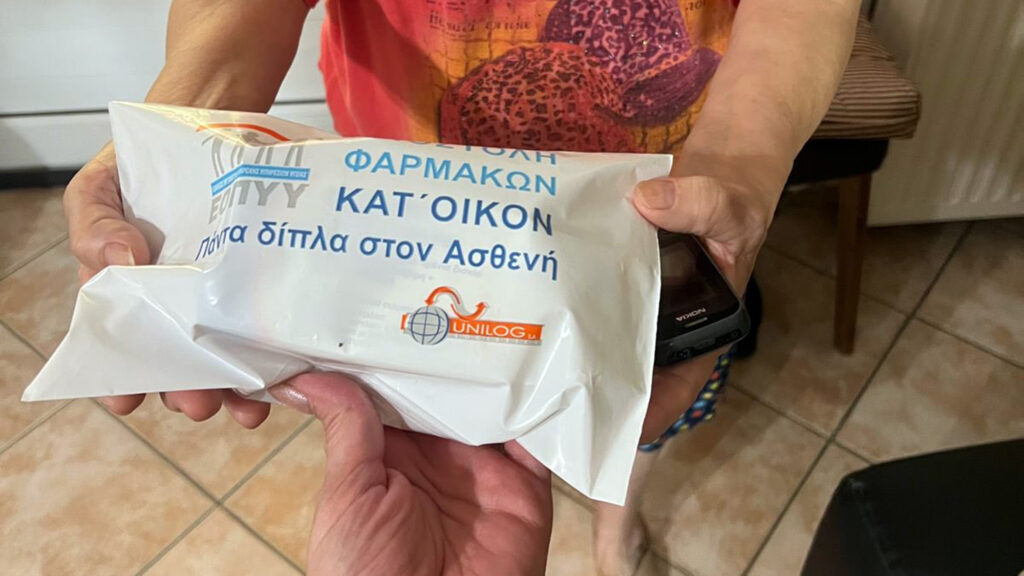 ΦΑΡΜΑΚΩΝ
ΚΑΤ΄ΟΙΚΟΝ
Πάντα δίπλα στον Ασθενή
ΕΟΠΥΥ
UNILOG S.A
NOKIA